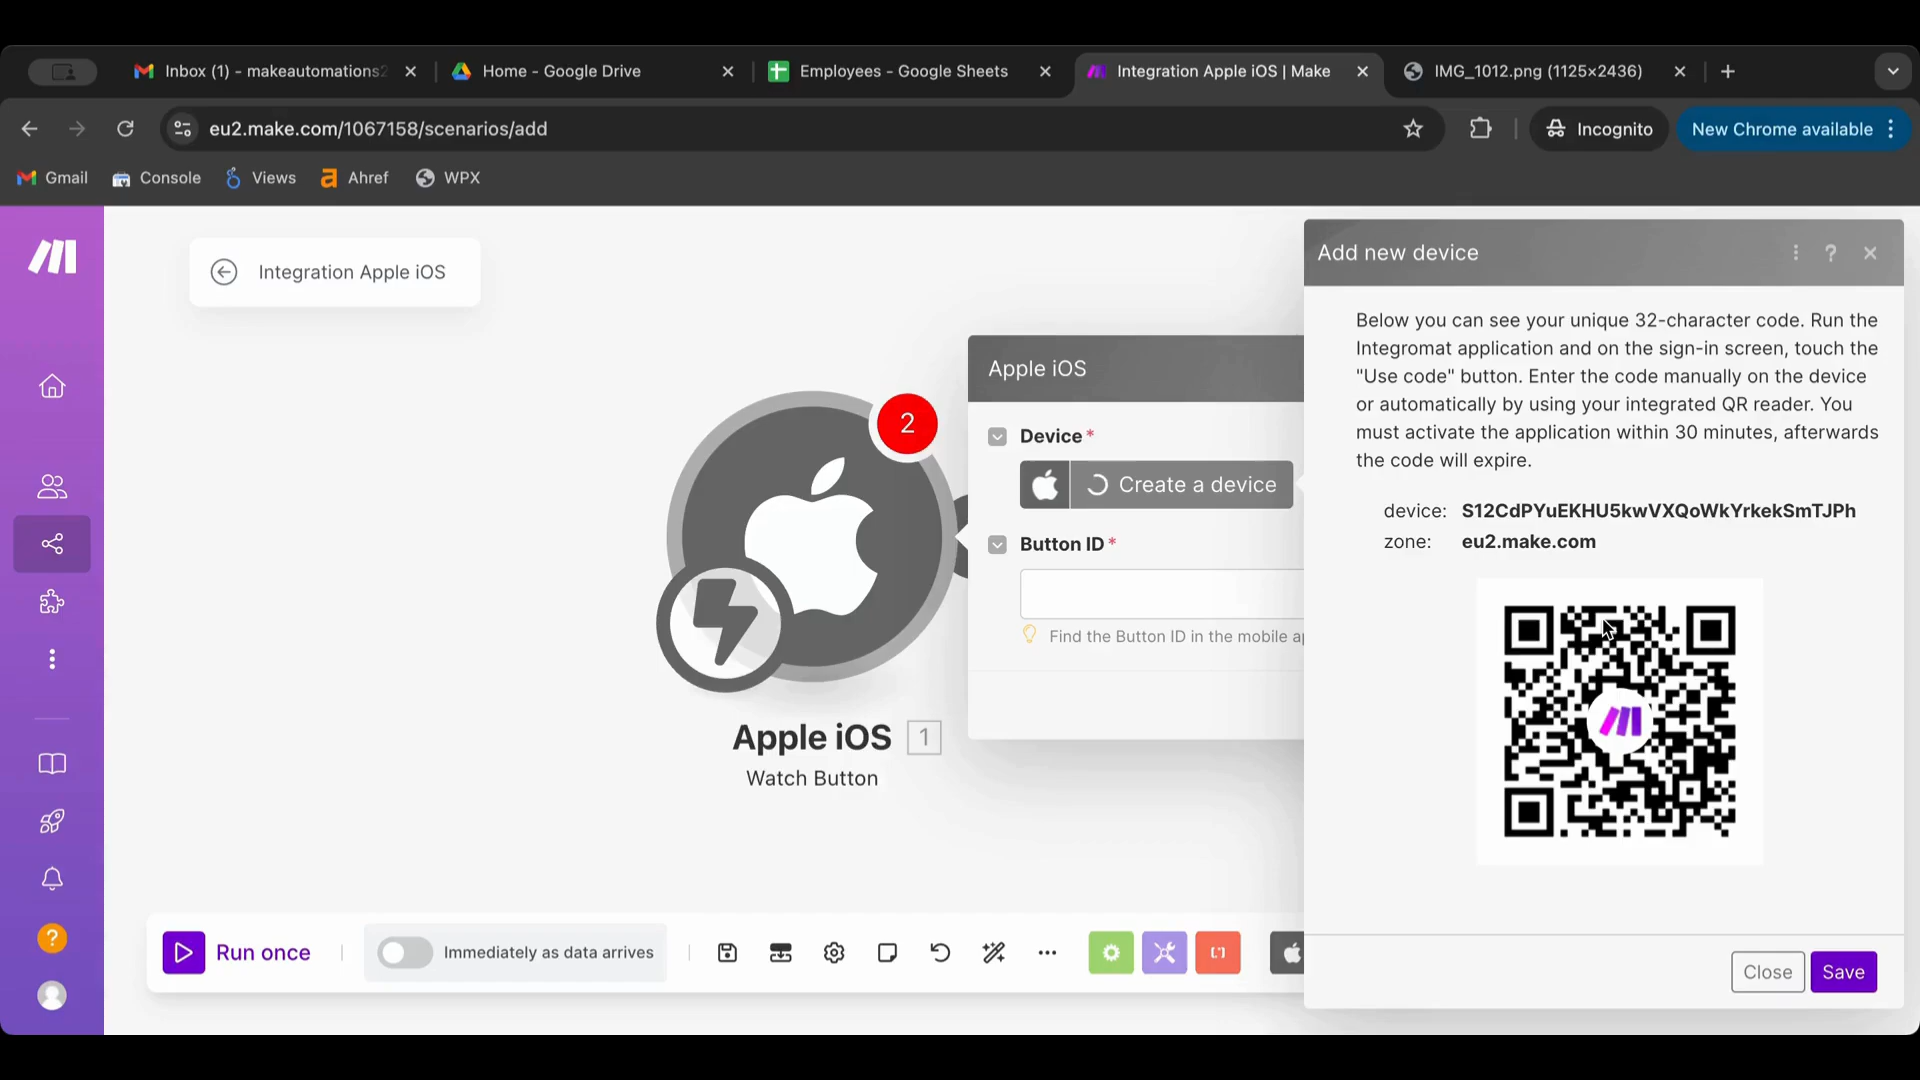 Inbox (1) - makeautomations2
Home - Google Drive
Employees - Google Sheets
Integration Apple iOS | Make
IMG_1012.png (1125×2436)
eu2.make.com/1067158/scenarios/add
Incognito
New Chrome available
Gmail
Console
Views
Ahref
WPX
Integration Apple iOS
Add new device
Below you can see your unique 32-character code. Run the
Integromat application and on the sign-in screen, touch the
"Use code" button. Enter the code manually on the device
or automatically by using your integrated QR reader. You
must activate the application within 30 minutes, afterwards
the code will expire.
device: S12CdPYuEKHU5kwVXQoWkYrkekSmTJPh
zone: eu2.make.com
Close
Save
Apple iOS
Device*
Create a device
Button ID*
Find the Button ID in the mobile ap
2
Apple iOS 1
Watch Button
Run once
Immediately as data arrives